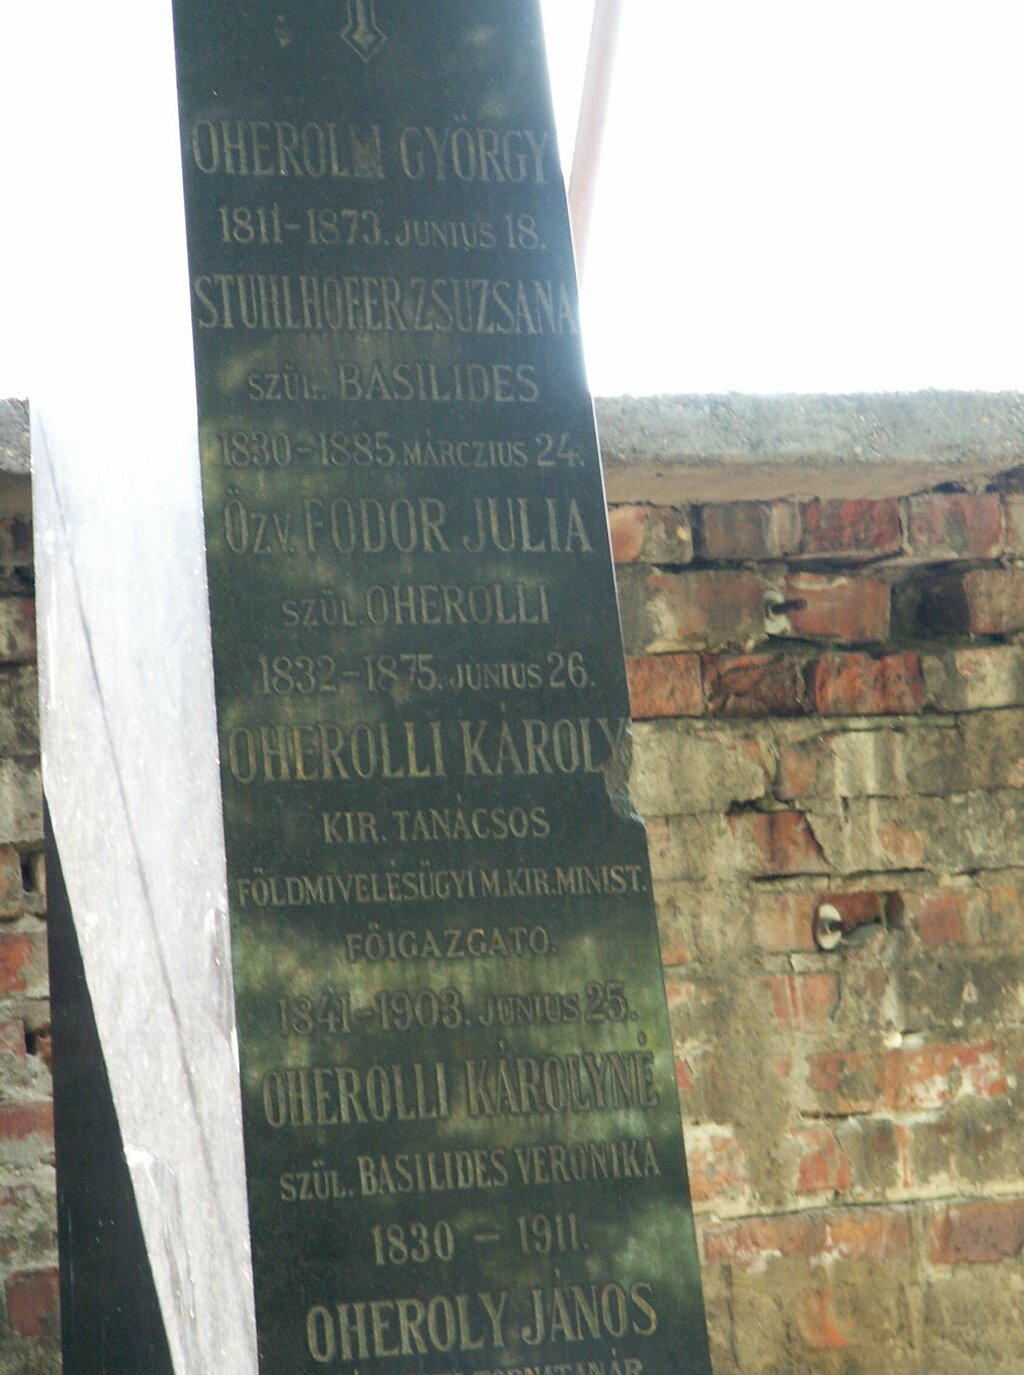 OHEROLLI GYÖRGY
1811-1873. JUNIUS 18.
STUHLHOFER ZSUZSANA
SZÜL. BASILIDES
1830-1885. MÁRCZIUS 24.
ÖZV. FODOR JULIA
SZÜL. OHEROLLI
1832-1875. JUNIUS 26.
OHEROLLI KÁROLY
KIR. TANÁCSOS
FÖLDMIVELÉSÜGYI M. KIR. MINIST.
FŐIGAZGATO.
1841-1903. JUNIUS 25.
OHEROLLI KÁROLYNÉ
SZÜL. BASILIDES VERONIKA
1830 - 1911.
OHEROLY JÁNOS
TORNATANÁR